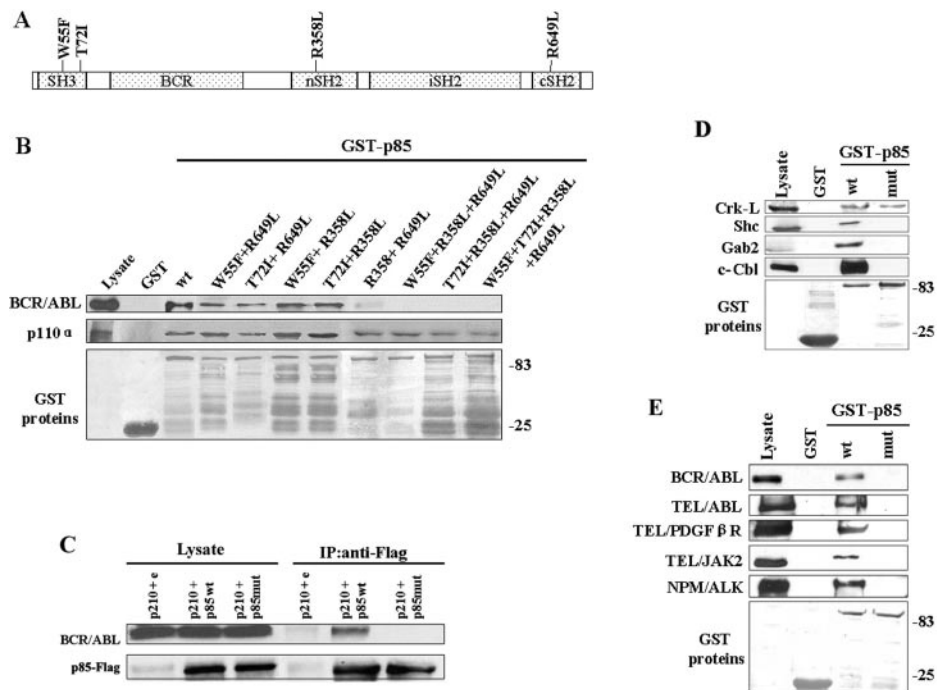 A
W55F
T72I
R358L
R649L
SH3
BCR
nSH2
iSH2
cSH2
B
GST-p85
Lysate
GST
wt
W55F+R649L
T72I+ R649L
W55F+ R358L
T72I+R358L
R358+ R649L
W55F+R358L+R649L
T72I+R358L+R649L
W55F+T72I+R358L
+R649L
BCR/ABL
p110 α
GST
proteins
-83
-25
C
Lysate
IP:anti-Flag
p210 + e
p210 +
p85wt
p210 +
p85mut
p210 + e
p210 +
p85wt
p210 +
p85mut
BCR/ABL
p85-Flag
D
GST-p85
Lysate
GST
wt
mut
Crk-L
Shc
Gab2
c-Cbl
GST
proteins
-83
-25
E
GST-p85
Lysate
GST
wt
mut
BCR/ABL
TEL/ABL
TEL/PDGFβR
TEL/JAK2
NPM/ALK
GST
proteins
-83
-25